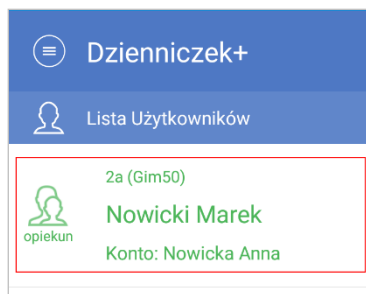 Dzienniczek+
Lista Użytkowników
2a (Gim50)
Nowicki Marek
opiekun
Konto: Nowicka Anna